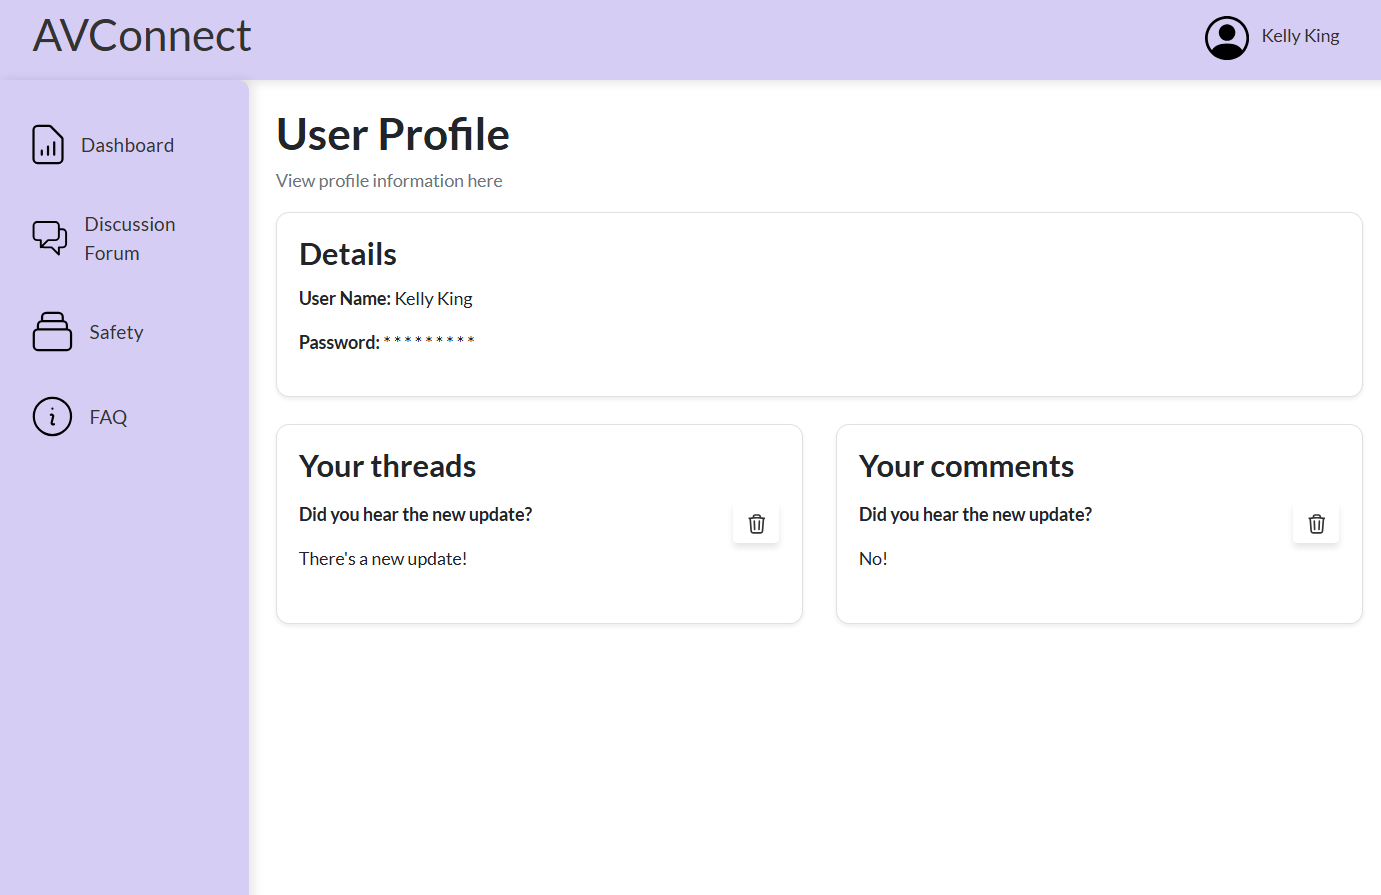 AVConnect
Kelly King
Dashboard
Discussion
Forum
Safety
FAQ
User Profile
View profile information here
Details
User Name: Kelly King
Password: * * * * * * * * *
Your threads
Did you hear the new update?
There's a new update!
Your comments
Did you hear the new update?
No!